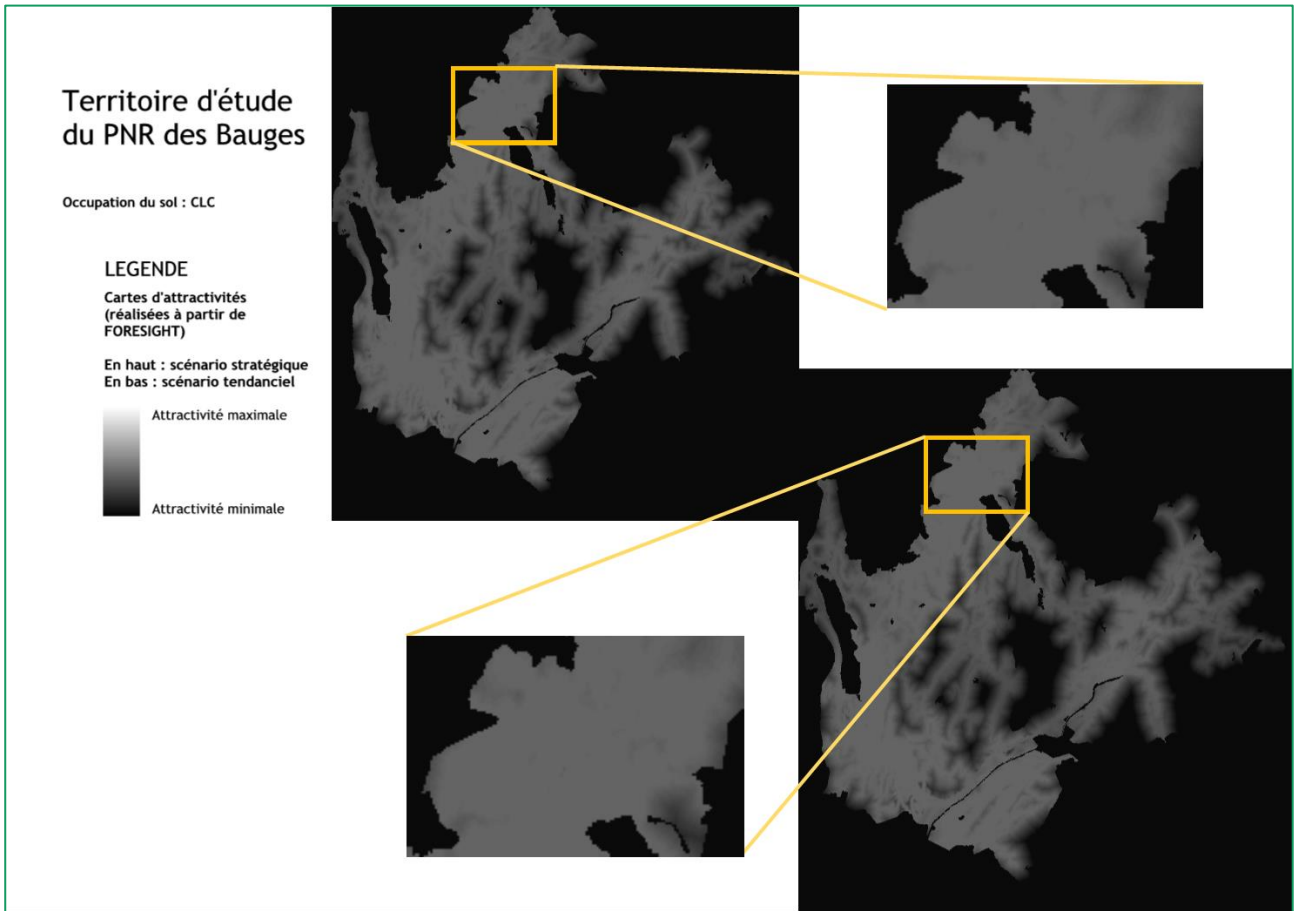 Territoire d'étude
du PNR des Bauges
Occupation du sol : CLC
LEGENDE
Cartes d'attractivités
(réalisées à partir de
FORESIGHT)
En haut : scénario stratégique
En bas : scénario tendanciel
Attractivité maximale
Attractivité minimale